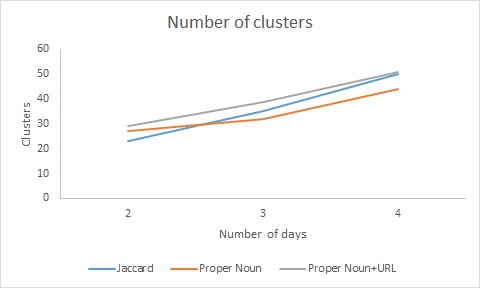 Number of clusters
60
50
40
30
20
10
0
Clusters
2 3 4
Number of days
Jaccard Proper Noun Proper Noun+URL